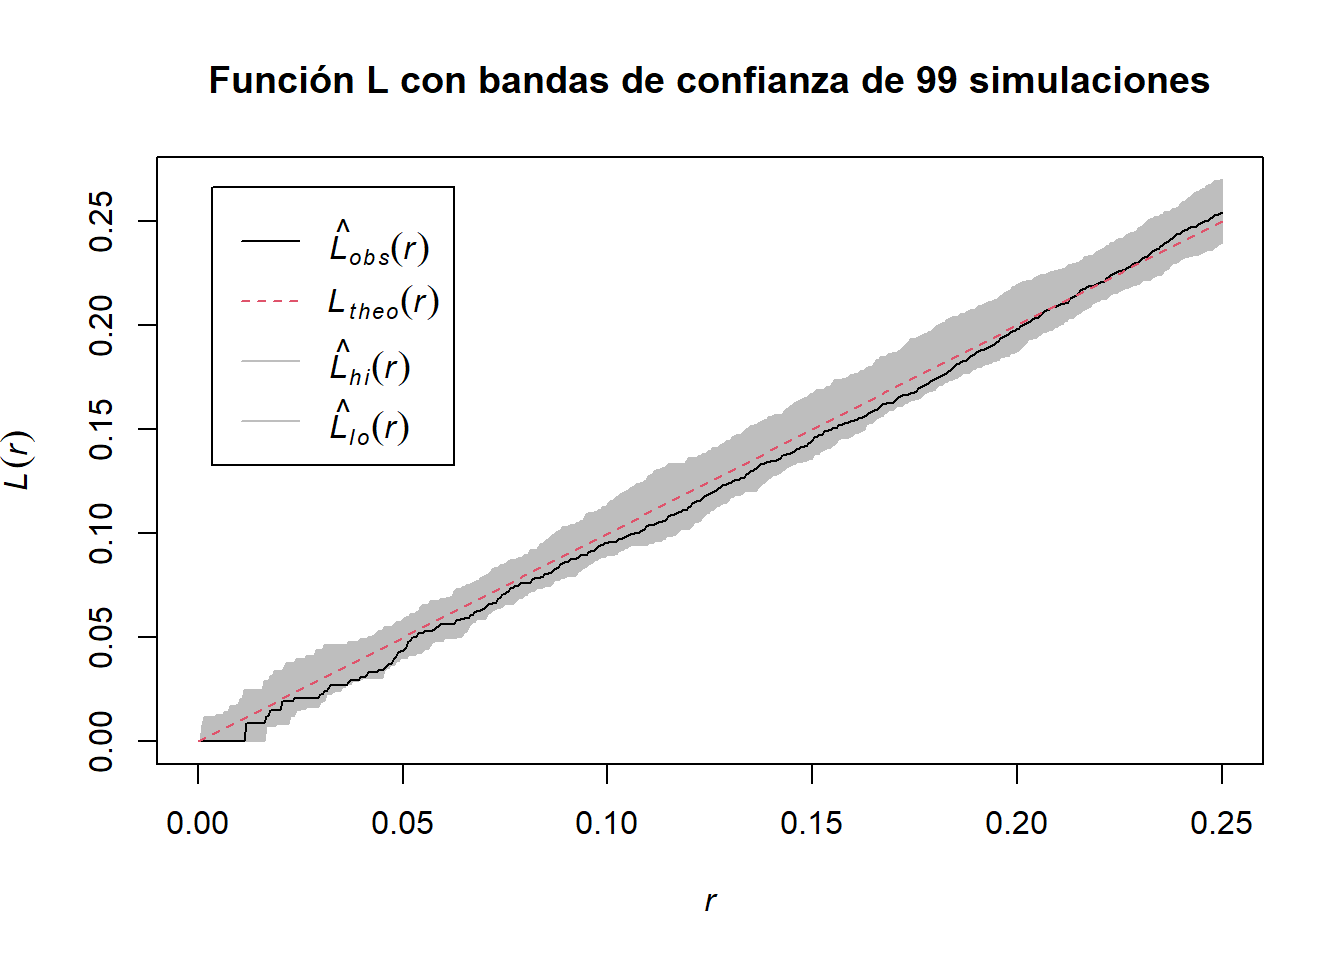 Función L con bandas de confianza de 99 simulaciones
L̂obs(r)
Ltheo(r)
L̂hi(r)
L̂lo(r)
L(r)
0.25
0.20
0.15
0.10
0.05
0.00
0.00 0.05 0.10 0.15 0.20 0.25
r